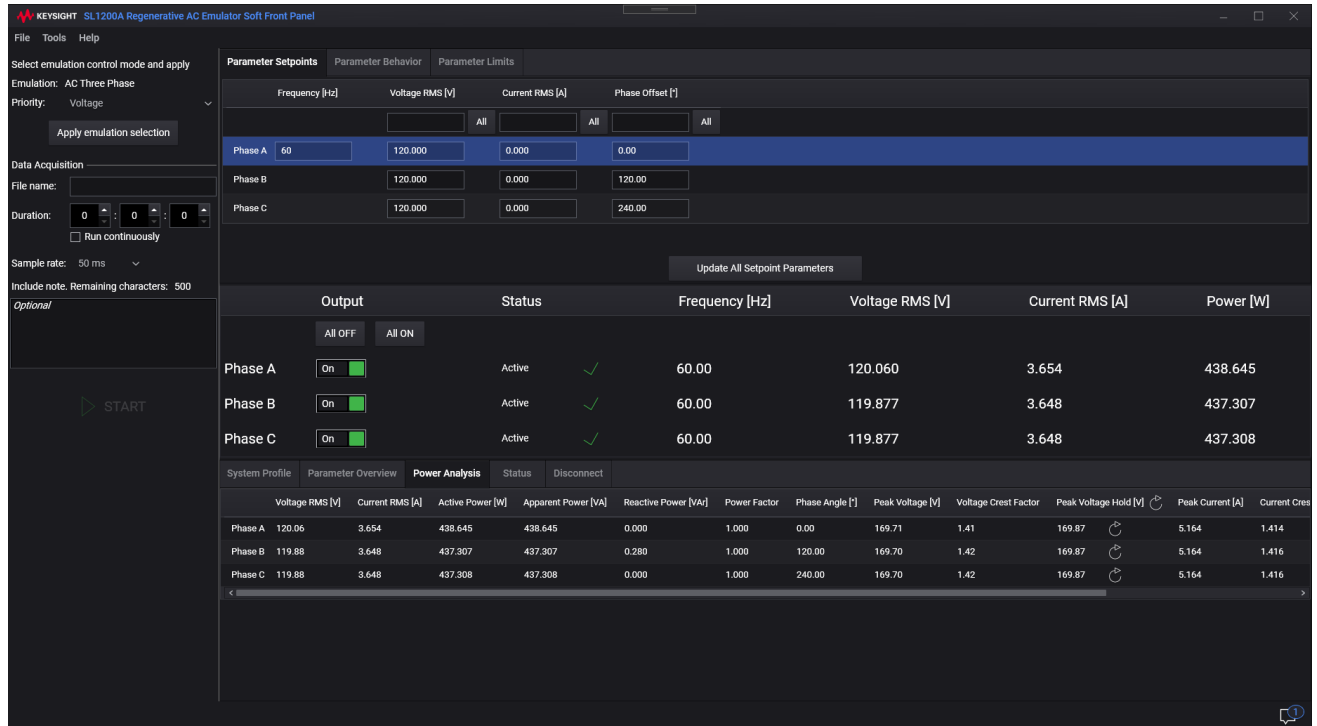 KEYSIGHT SL1200A Regenerative AC Emulator Soft Front Panel
File Tools Help
Select emulation control mode and apply
Emulation: AC Three Phase
Priority: Voltage
Apply emulation selection
Data Acquisition
File name:
Duration: 0 : 0 : 0
Run continuously
Sample rate: 50 ms
Include note. Remaining characters: 500
Optional
START
Parameter Setpoints Parameter Behavior Parameter Limits
Frequency [Hz] Voltage RMS [V] Current RMS [A] Phase Offset [°]
All All All
Phase A 60 120.000 0.000 0.00
Phase B 120.000 0.000 120.00
Phase C 120.000 0.000 240.00
Update All Setpoint Parameters
Output Status Frequency [Hz] Voltage RMS [V] Current RMS [A] Power [W]
All OFF All ON
Phase A On Active 60.00 120.060 3.654 438.645
Phase B On Active 60.00 119.877 3.648 437.307
Phase C On Active 60.00 119.877 3.648 437.308
System Profile Parameter Overview Power Analysis Status Disconnect
Voltage RMS [V] Current RMS [A] Active Power [W] Apparent Power [VA] Reactive Power [VAr] Power Factor Phase Angle [°] Peak Voltage [V] Voltage Crest Factor Peak Voltage Hold [V] Peak Current [A] Current Cres
Phase A 120.06 3.654 438.645 438.645 0.000 1.000 0.00 169.71 1.41 169.87 5.164 1.414
Phase B 119.88 3.648 437.307 437.307 0.280 1.000 120.00 169.70 1.42 169.87 5.164 1.416
Phase C 119.88 3.648 437.308 437.308 0.000 1.000 240.00 169.70 1.42 169.87 5.164 1.416
1